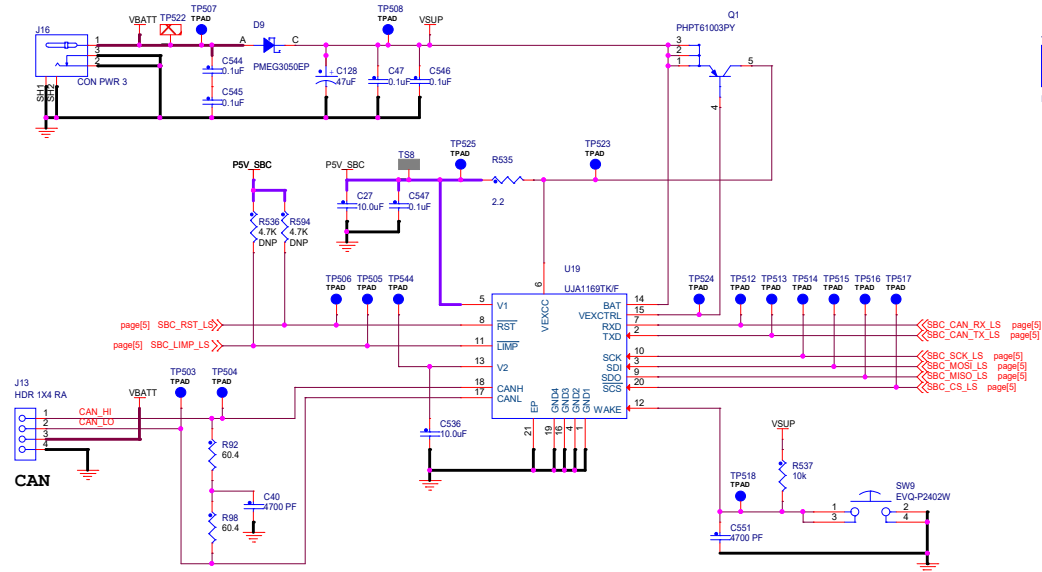 VBATT
TP522
TP507
TPAD
TP508
TPAD
VSUP
Q1
PHPT61003PY
J16
1
3
2
CON PWR 3
SH1
SH2
A
D9
C
PMEG3050EP
C544
0.1uF
C545
0.1uF
C128
47uF
C47
0.1uF
C546
0.1uF
3
2
1
5
4
P5V_SBC
P5V_SBC
TS8
TP525
TPAD
R535
2.2
TP523
TPAD
C27
10.0uF
C547
0.1uF
R536
4.7K
DNP
R594
4.7K
DNP
U19
UJA1169TK/F
TP506
TPAD
TP505
TPAD
TP544
TPAD
TP524
TPAD
TP512
TPAD
TP513
TPAD
TP514
TPAD
TP515
TPAD
TP516
TPAD
TP517
TPAD
6
VEXCC
5 V1
8 RST
11 LIMP
13 V2
18 CANH
17 CANL
BAT 14
VEXCTRL 15
RXD 7
TXD 2
SCK 10
SDI 3
SDO 9
SCS 20
WAKE 12
EP
GND4
GND3
GND2
GND1
21
19
16
4
1
page[5] SBC_RST_LS
page[5] SBC_LIMP_LS
SBC_CAN_RX_LS page[5]
SBC_CAN_TX_LS page[5]
SBC_SCK_LS page[5]
SBC_MOSI_LS page[5]
SBC_MISO_LS page[5]
SBC_CS_LS page[5]
J13
HDR 1X4 RA
TP503
TPAD
TP504
TPAD
VBATT
1
2
3
4
CAN_HI
CAN_LO
CAN
R92
60.4
C40
4700 PF
R98
60.4
C536
10.0uF
VSUP
R537
10k
TP518
TPAD
C551
4700 PF
SW9
EVQ-P2402W
1
3
2
4